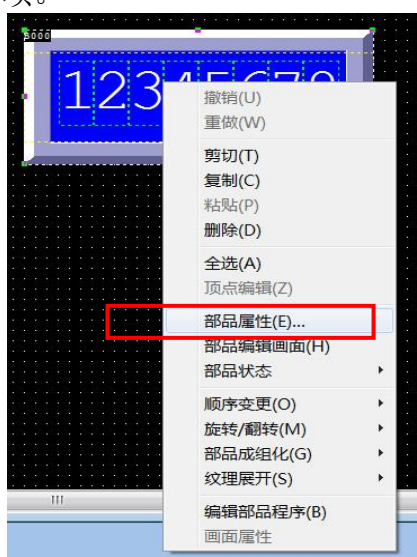 项。
5000
12345678
撤销(U)
重做(W)
剪切(T)
复制(C)
粘贴(P)
删除(D)
全选(A)
顶点编辑(Z)
部品属性(E)...
部品编辑画面(H)
部品状态
顺序变更(O)
旋转/翻转(M)
部品成组化(G)
纹理展开(S)
编辑部品程序(B)
画面属性